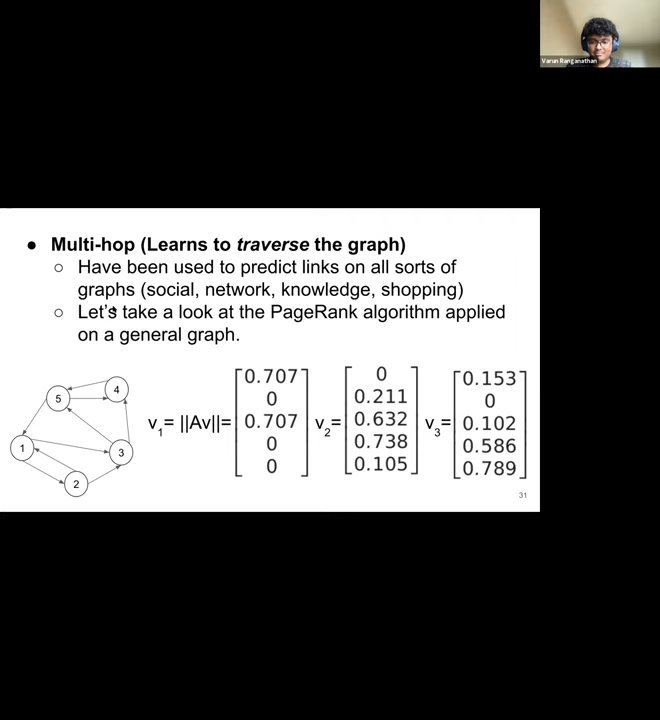 Varun Ranganathan
● Multi-hop (Learns to traverse the graph)
○ Have been used to predict links on all sorts of
graphs (social, network, knowledge, shopping)
○ Let's take a look at the PageRank algorithm applied
on a general graph.
5
4
1
3
2
v1= ||Av||=
0.707
0
0.707
0
0
v2=
0
0.211
0.632
0.738
0.105
v3=
0.153
0
0.102
0.586
0.789
31